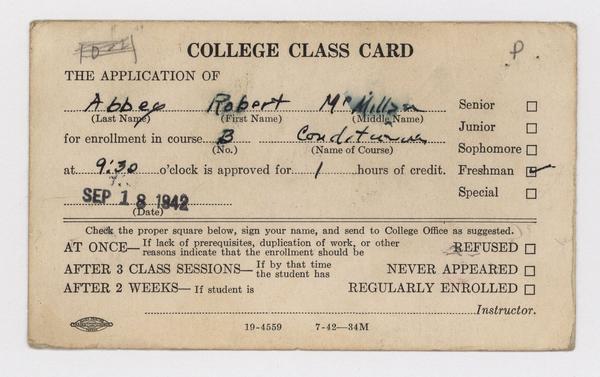 P
COLLEGE CLASS CARD
THE APPLICATION OF
Abbey Robert McMillan Senior
(Last Name) (First Name) (Middle Name)
Junior
for enrollment in course B Conditioning Sophomore
(No.) (Name of Course)
at 9:30 o'clock is approved for 1 hours of credit. Freshman
SEP 18 1942 Special
(Date)
Check the proper square below, sign your name, and send to College Office as suggested.
AT ONCE— If lack of prerequisites, duplication of work, or other reasons indicate that the enrollment should be REFUSED
AFTER 3 CLASS SESSIONS— If by that time the student has NEVER APPEARED
AFTER 2 WEEKS— If student is REGULARLY ENROLLED
Instructor.
19-4559 7-42—34M